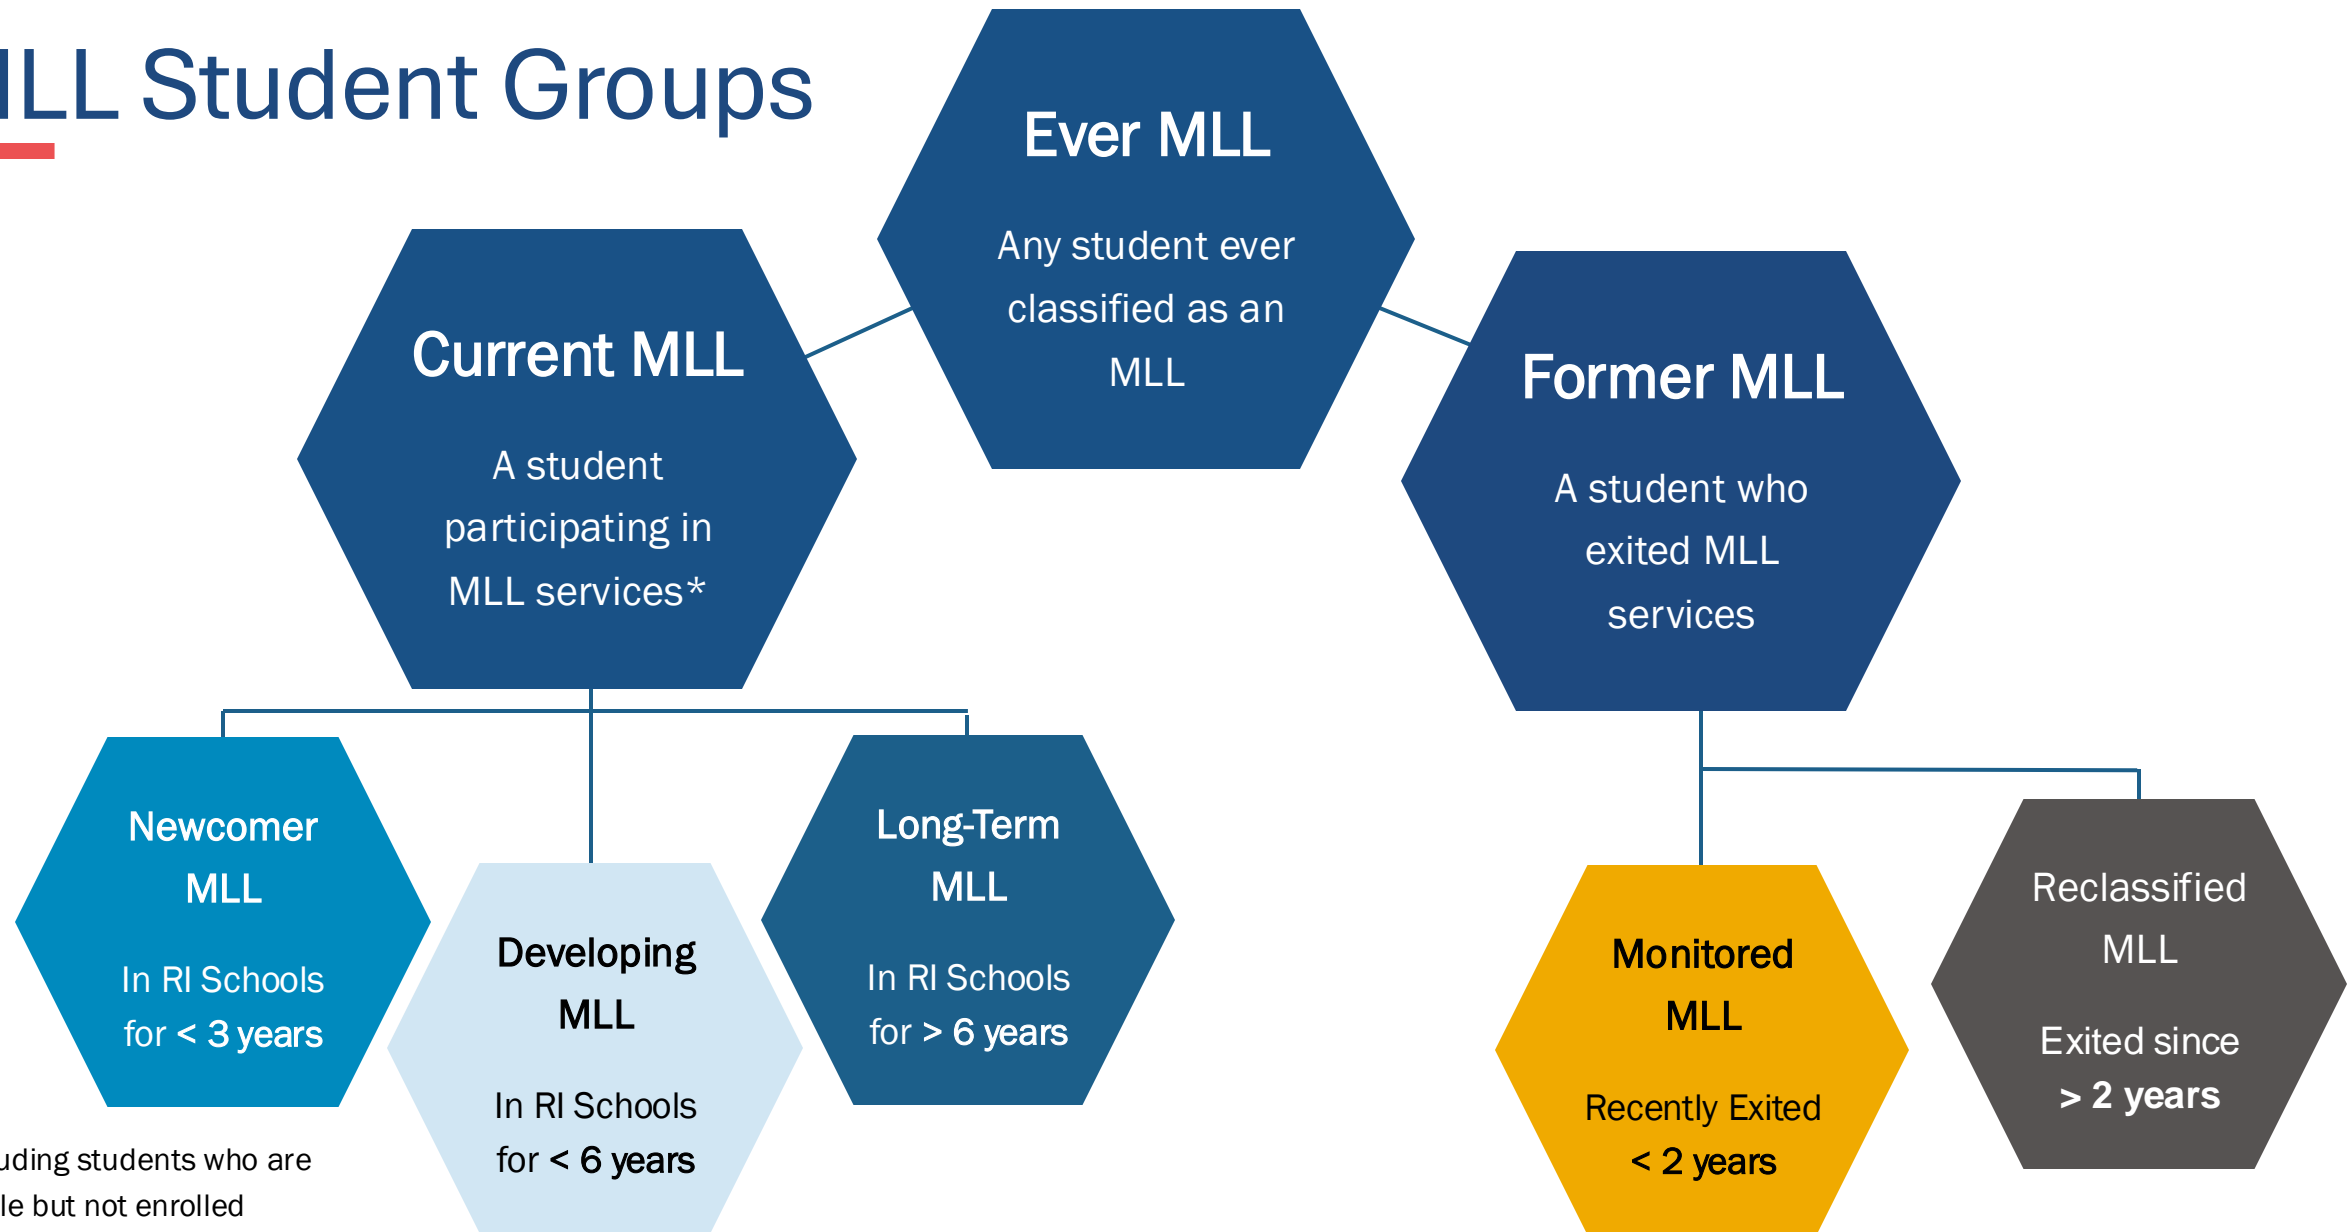 MLL Student Groups
Ever MLL
Any student ever
classified as an
MLL
Current MLL
A student
participating in
MLL services*
Former MLL
A student who
exited MLL
services
Newcomer
MLL
In RI Schools
for < 3 years
Developing
MLL
In RI Schools
for < 6 years
Long-Term
MLL
In RI Schools
for > 6 years
Monitored
MLL
Recently Exited
< 2 years
Reclassified
MLL
Exited since
> 2 years
students who are
but not enrolled